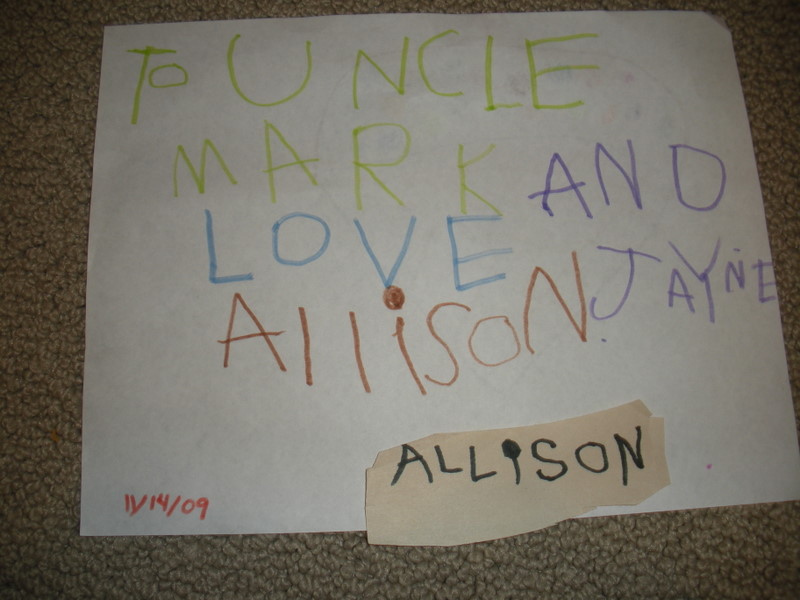 To UNCLE
MARK AND
LOVE JAYNE
ALLiSON
ALLiSON
11/14/09